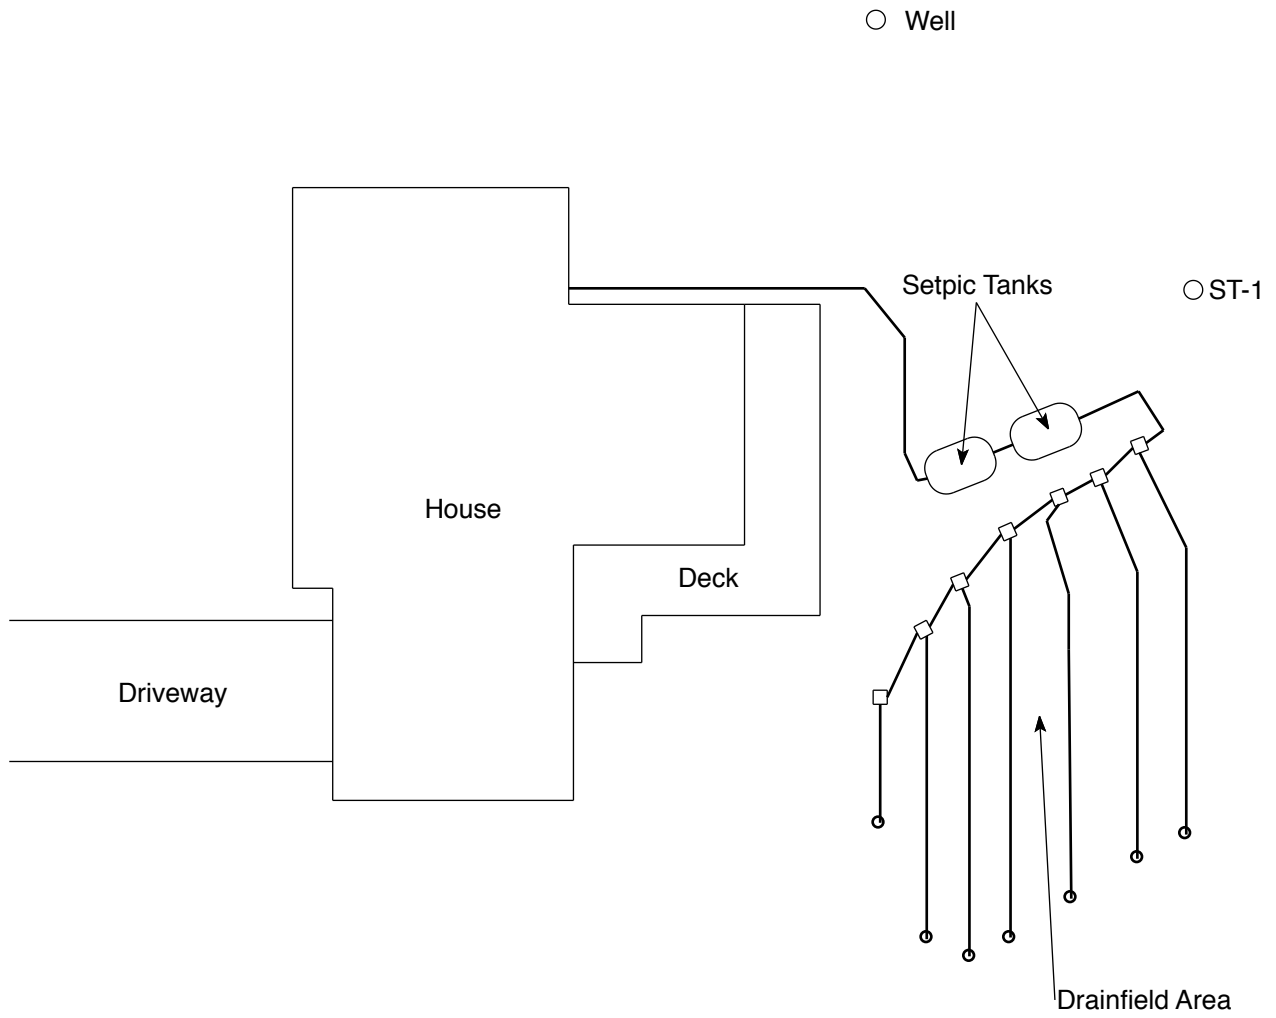 Well
Setpic Tanks
ST-1
House
Deck
Driveway
Drainfield Area